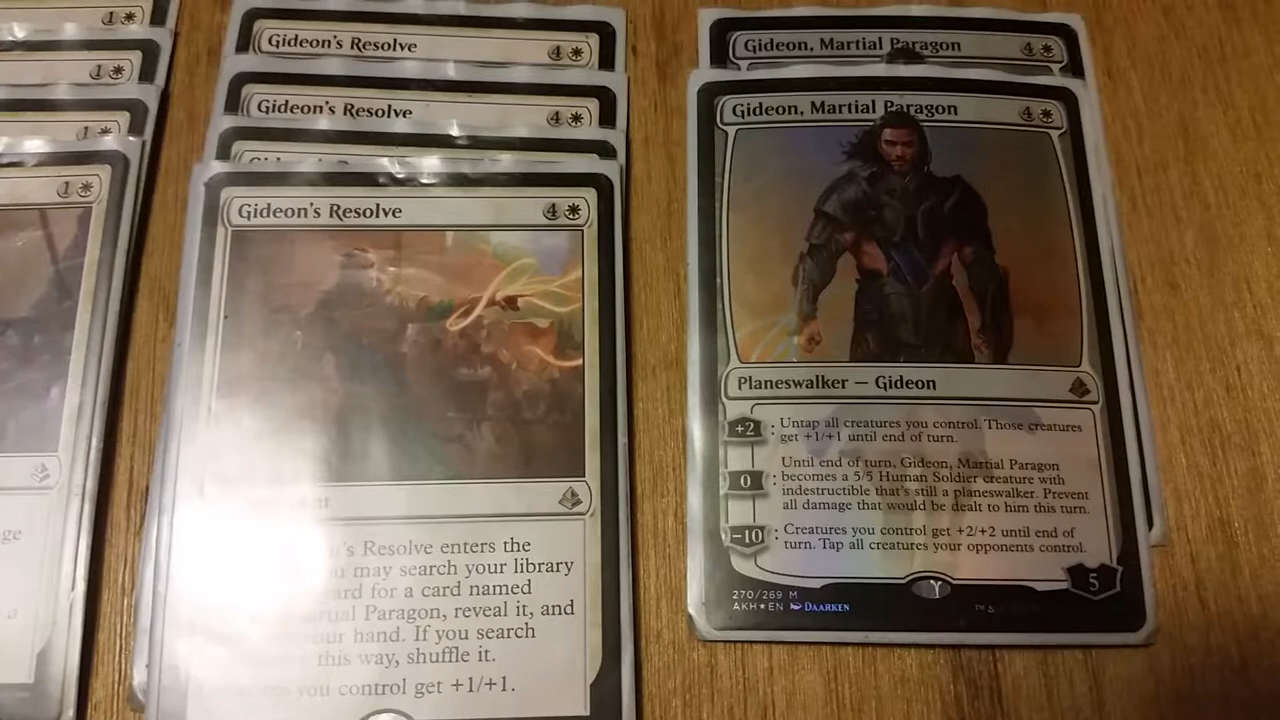 1
1
1
1
ge
a
Gideon's Resolve 4
Gideon's Resolve 4
Gideon's Resolve 4
's Resolve enters the
may search your library
card for a card named
Paragon, reveal it, and
your hand. If you search
this way, shuffle it.
you control get +1/+1.
Gideon, Martial Paragon 4
Gideon, Martial Paragon 4
Planeswalker — Gideon
+2 : Untap all creatures you control. Those creatures
get +1/+1 until end of turn.
0 : Until end of turn, Gideon, Martial Paragon
becomes a 5/5 Human Soldier creature with
indestructible that's still a planeswalker. Prevent
all damage that would be dealt to him this turn.
−10 : Creatures you control get +2/+2 until end of
turn. Tap all creatures your opponents control.
5
270/269 M
AKH★EN DAARKEN
™ &